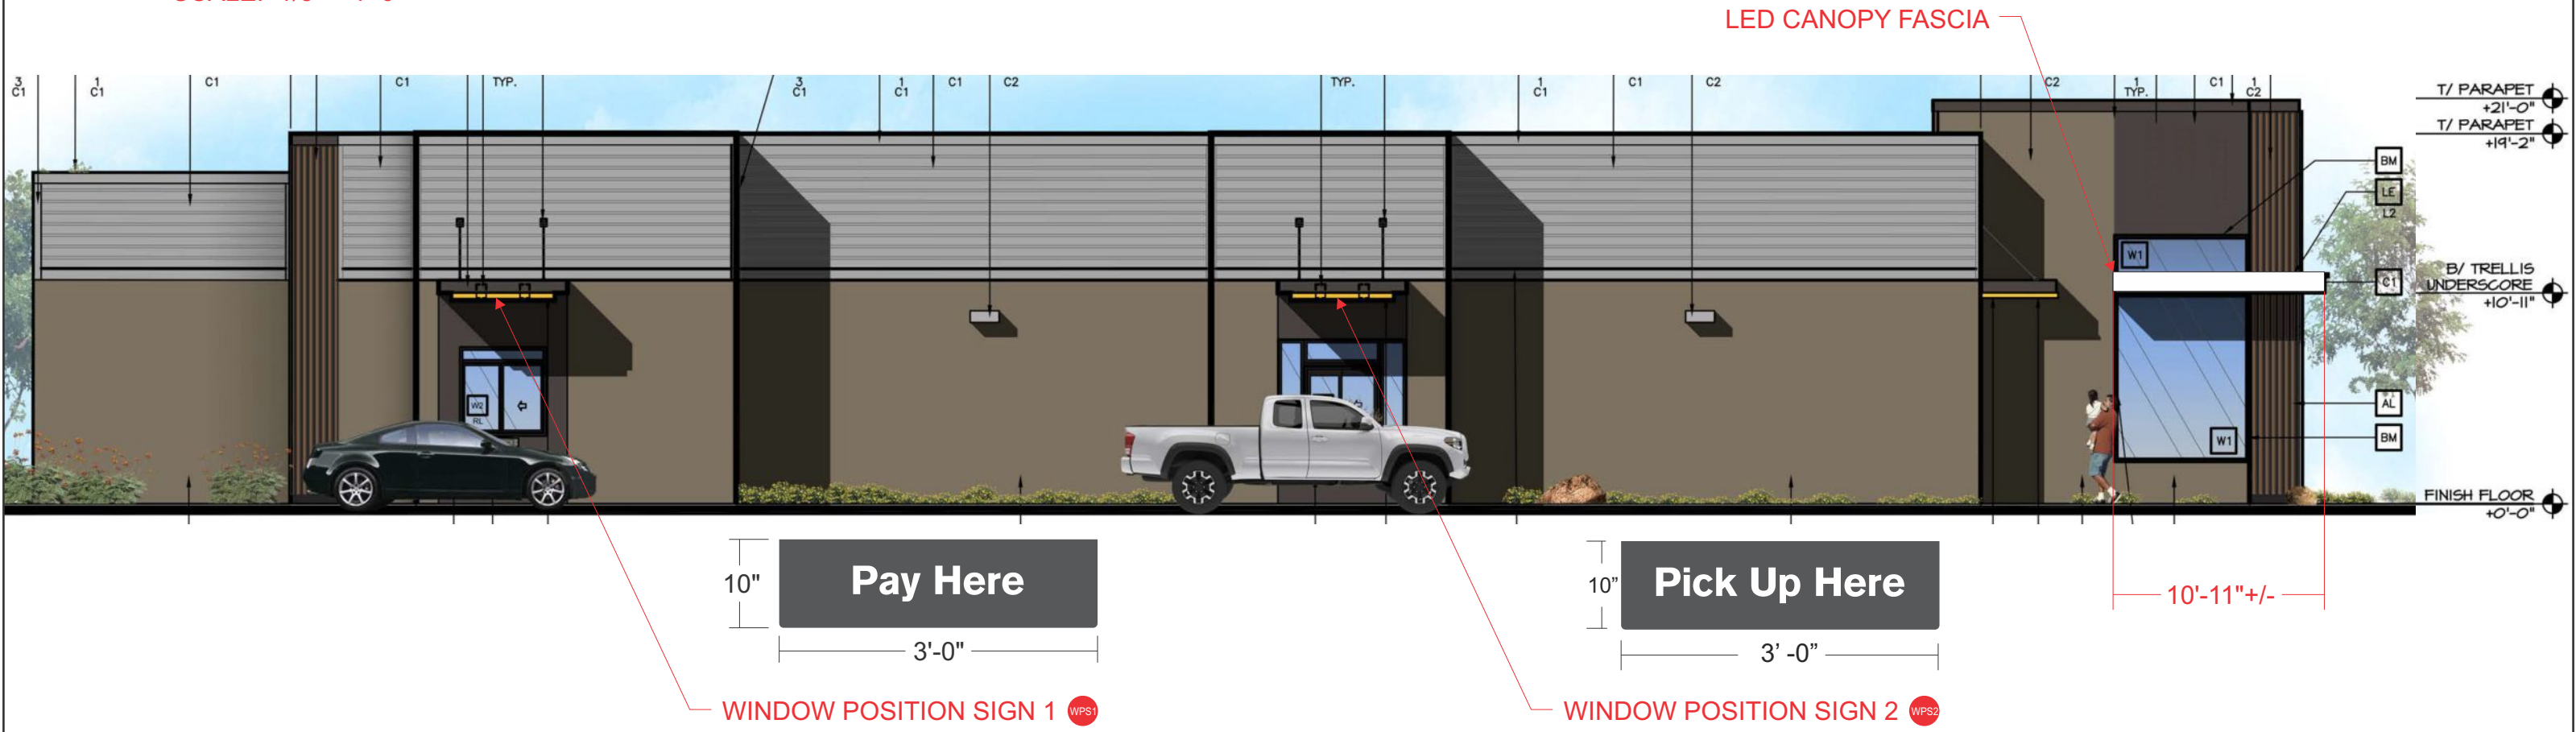 LED CANOPY FASCIA
3
C1
1
C1
C1
C1
TYP.
3
C1
1
C1
C1
C2
TYP.
1
C1
C1
C2
C2
1
TYP.
C1
1
C2
T/ PARAPET
+21'-0"
T/ PARAPET
+19'-2"
BM
LE
L2
W1
B/ TRELLIS
UNDERSCORE
+10'-11"
C1
W2
RL
AL
W1
BM
FINISH FLOOR
+0'-0"
10"
Pay Here
3'-0"
10”
Pick Up Here
3’ -0”
10'-11"+/-
WINDOW POSITION SIGN 1 WPS1
WINDOW POSITION SIGN 2 WPS2